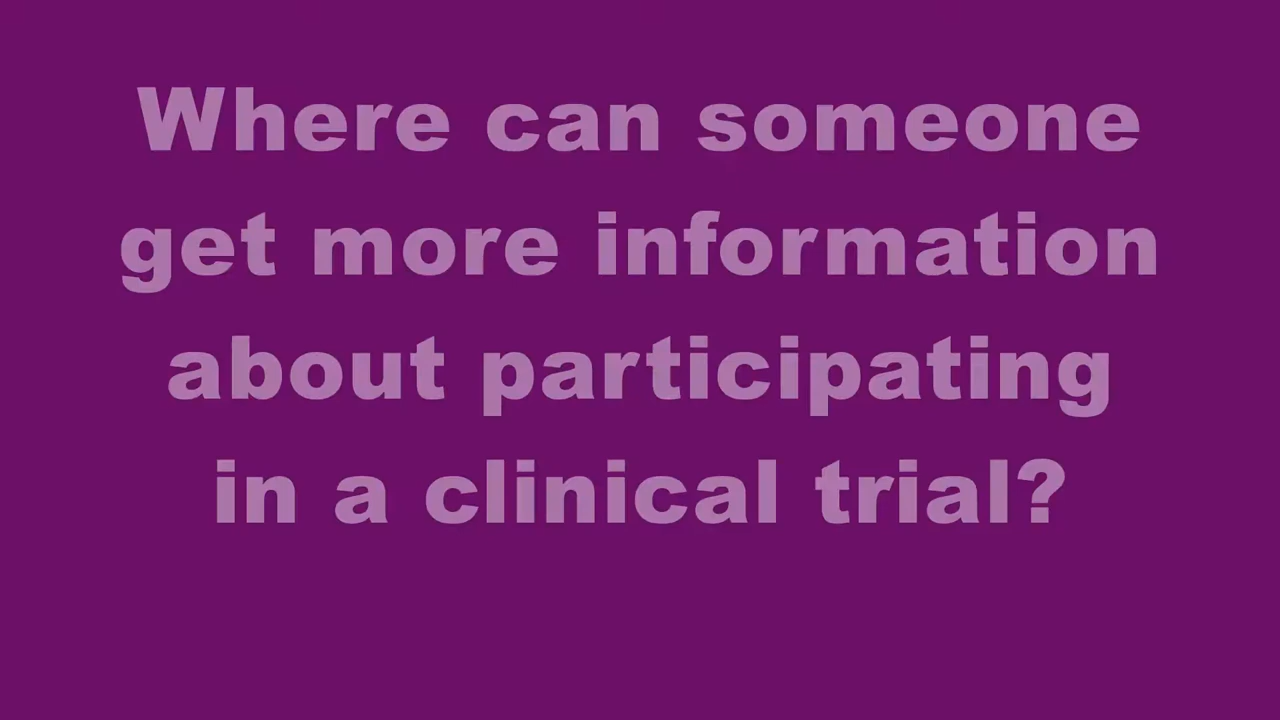 Where can someone
get more information
about participating
in a clinical trial?